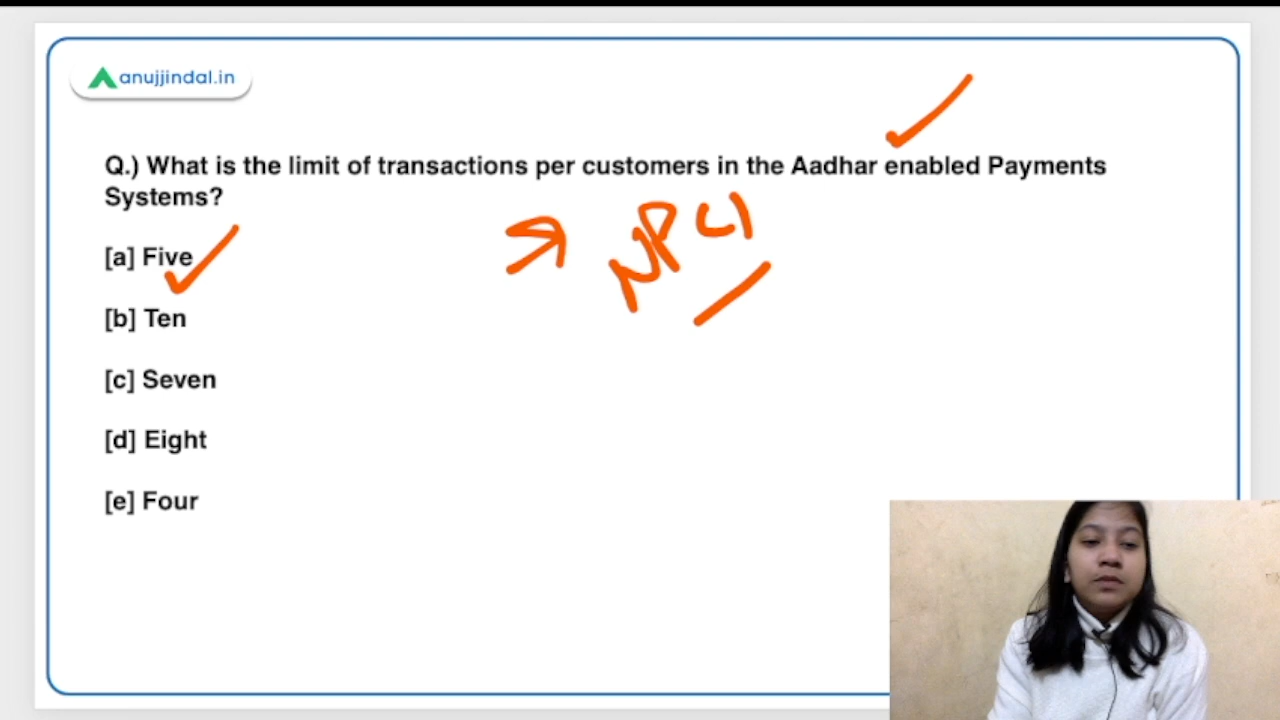 anujjindal.in
Q.) What is the limit of transactions per customers in the Aadhar enabled Payments
Systems?
NPCI
[a] Five
[b] Ten
[c] Seven
[d] Eight
[e] Four